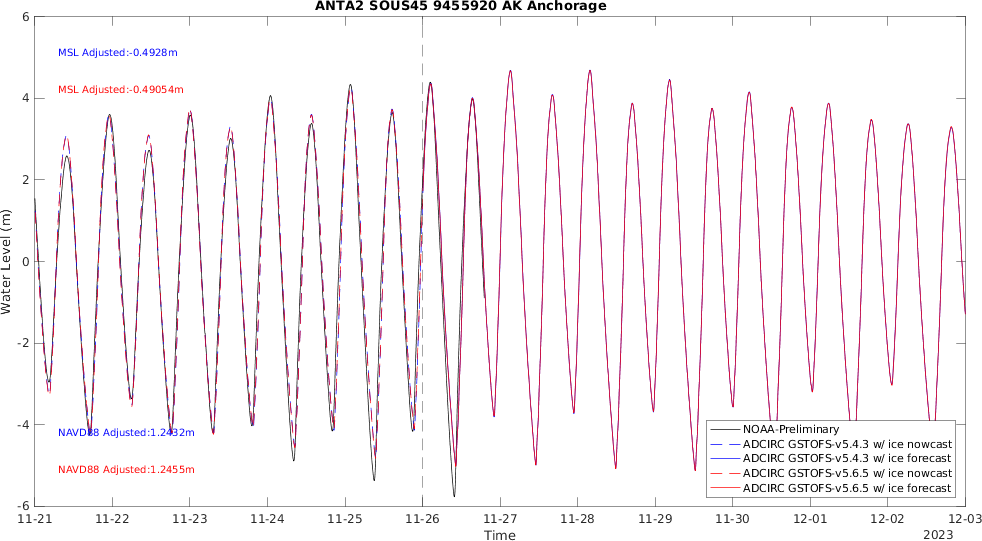 ANTA2 SOUS45 9455920 AK Anchorage
6
4
2
0
-2
-4
-6
Water Level (m)
MSL Adjusted:-0.4928m
MSL Adjusted:-0.49054m
NAVD88 Adjusted:1.2432m
NAVD88 Adjusted:1.2455m
NOAA-Preliminary
ADCIRC GSTOFS-v5.4.3 w/ ice nowcast
ADCIRC GSTOFS-v5.4.3 w/ ice forecast
ADCIRC GSTOFS-v5.6.5 w/ ice nowcast
ADCIRC GSTOFS-v5.6.5 w/ ice forecast
11-21 11-22 11-23 11-24 11-25 11-26 11-27 11-28 11-29 11-30 12-01 12-02 12-03
Time
2023